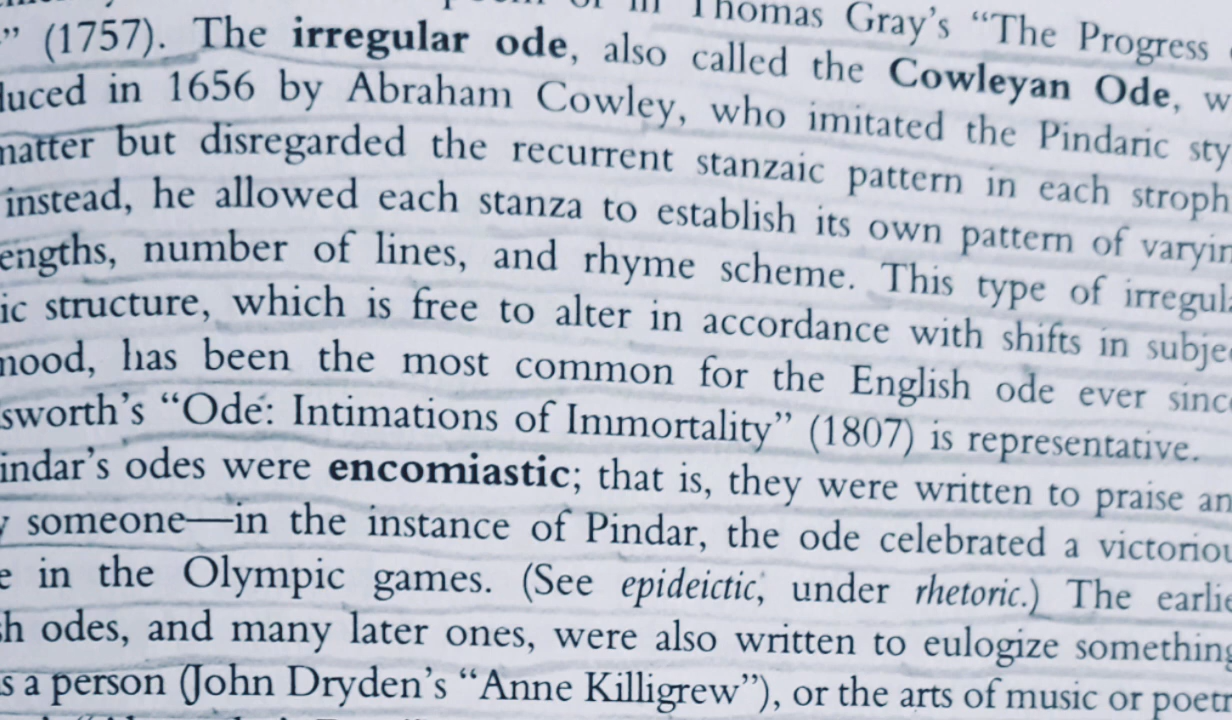 Thomas Gray's "The Progress
" (1757). The irregular ode, also called the Cowleyan Ode, w
duced in 1656 by Abraham Cowley, who imitated the Pindaric sty
matter but disregarded the recurrent stanzaic pattern in each stroph
instead, he allowed each stanza to establish its own pattern of varyin
engths, number of lines, and rhyme scheme. This type of irregul
ic structure, which is free to alter in accordance with shifts in subje
mood, has been the most common for the English ode ever sinc
sworth's "Ode: Intimations of Immortality" (1807) is representative.
indar's odes were encomiastic; that is, they were written to praise an
y someone—in the instance of Pindar, the ode celebrated a victoriou
e in the Olympic games. (See epideictic, under rhetoric.) The earlie
sh odes, and many later ones, were also written to eulogize something
s a person (John Dryden's "Anne Killigrew"), or the arts of music or poetr